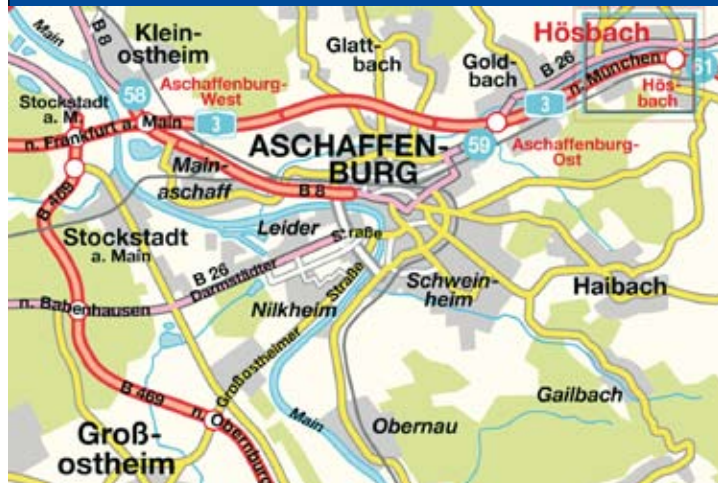 Main
B 8
Klein-
ostheim
Glatt-
bach
Gold-
bach
Hösbach
B 26
n. München
61
Hös-
bach
58
Aschaffenburg-
West
Stockstadt
a. M.
n. Frankfurt a. Main
3
3
ASCHAFFEN-
BURG
59
Aschaffenburg-
Ost
Main-
aschaff
B 8
B 469
Stockstadt
a. Main
Leider
B 26
Darmstädter
Straße
Schwein-
heim
Haibach
n. Babenhausen
Nilkheim
Großostheimer
Straße
B 469
n. Obernburg
Main
Obernau
Gailbach
Groß-
ostheim